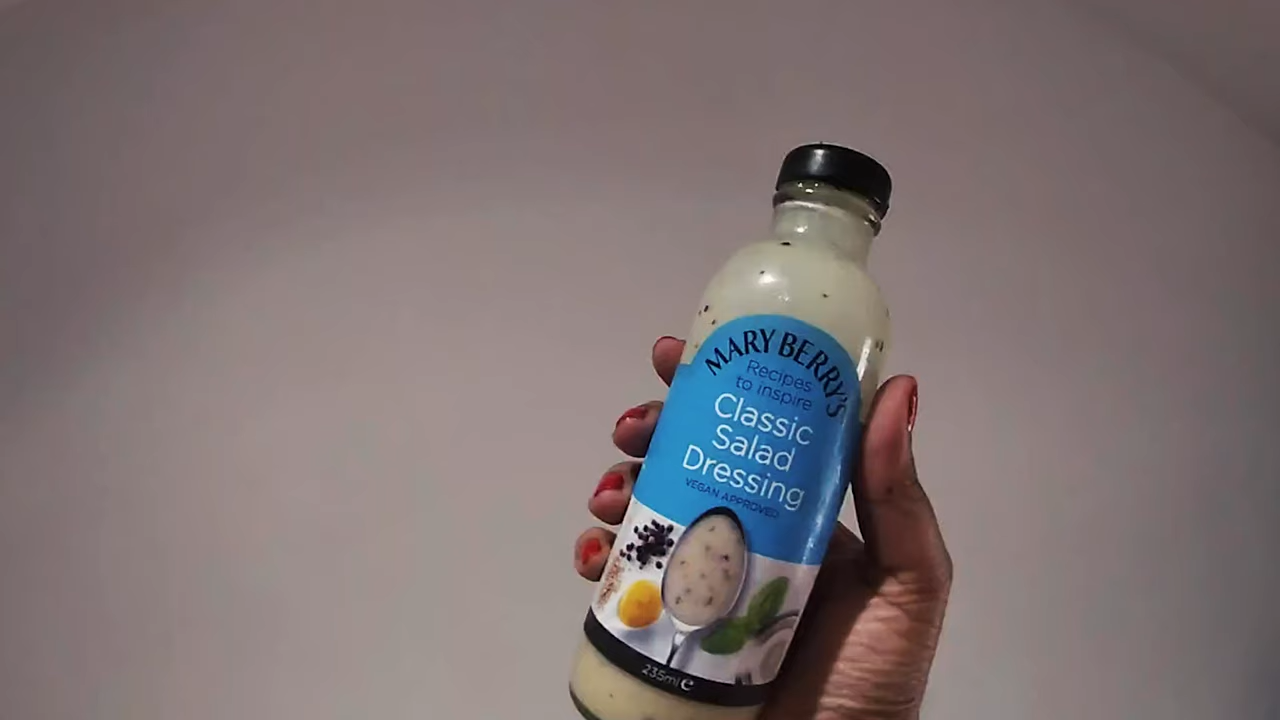 MARY BERRY'S
Recipes
to inspire
Classic
Salad
Dressing
VEGAN APPROVED
235ml e